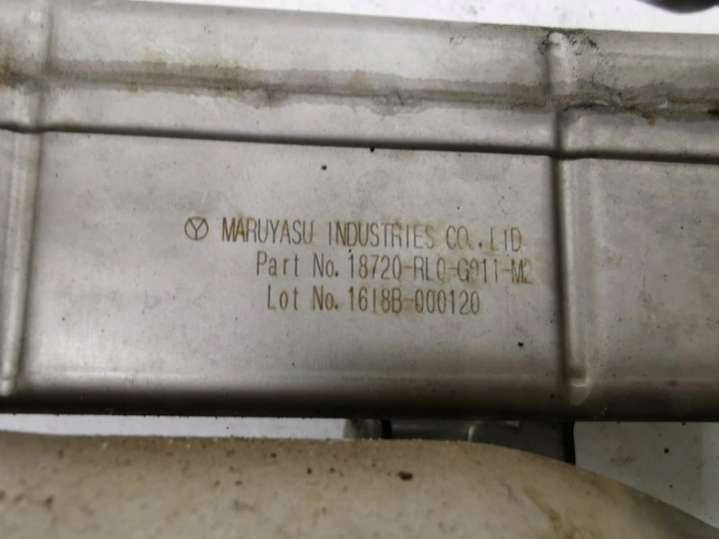 MARUYASU INDUSTRIES CO.,LTD
Part No.18720-RL0-G011-M2
Lot No.1618B-000120